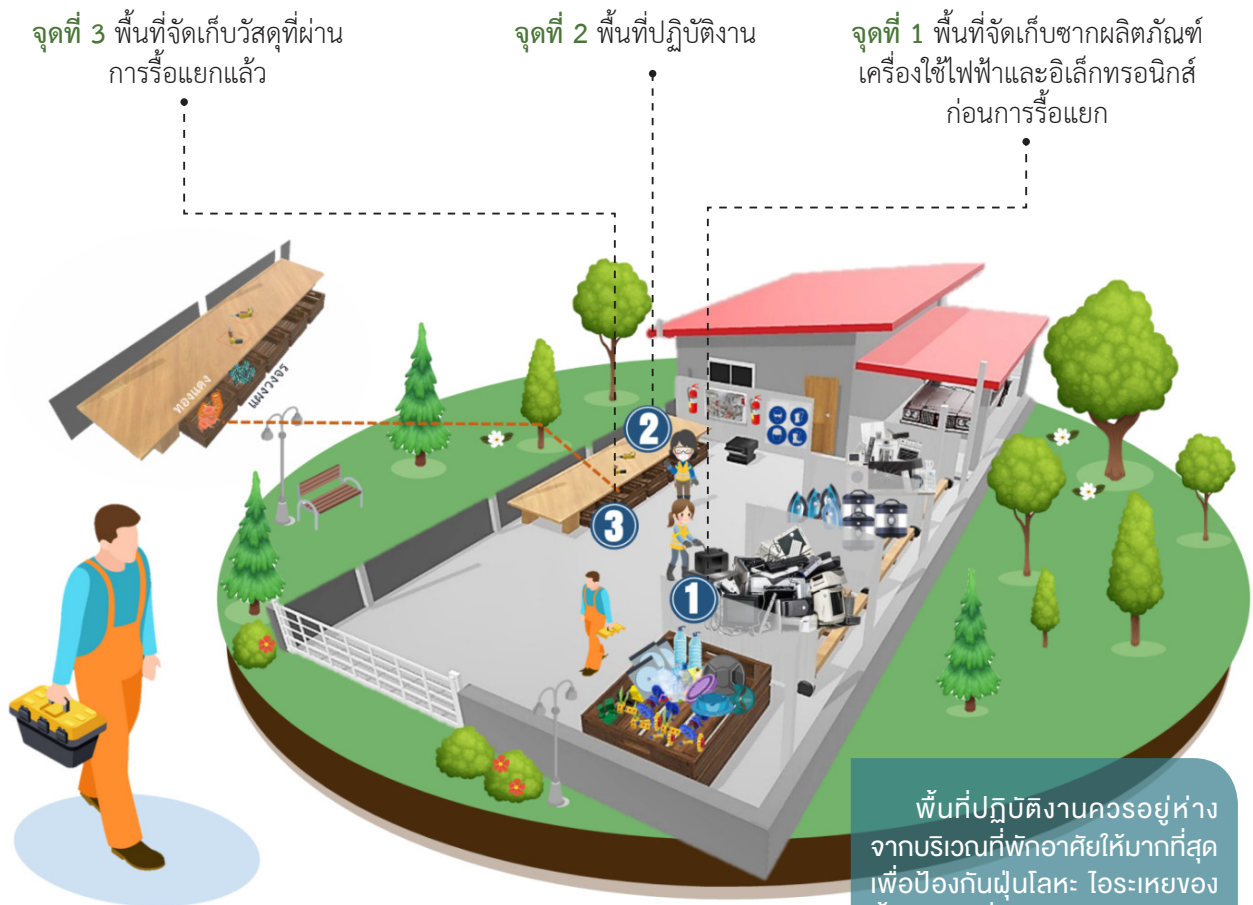 จุดที่ 3 พื้นที่จัดเก็บวัสดุที่ผ่าน
การรื้อแยกแล้ว
จุดที่ 2 พื้นที่ปฏิบัติงาน
จุดที่ 1 พื้นที่จัดเก็บซากผลิตภัณฑ์
เครื่องใช้ไฟฟ้าและอิเล็กทรอนิกส์
ก่อนการรื้อแยก
ทองแดง
แผงวงจร
2
3
1
พื้นที่ปฏิบัติงานควรอยู่ห่าง
จากบริเวณที่พักอาศัยให้มากที่สุด
เพื่อป้องกันฝุ่นโลหะ ไอระเหยของ